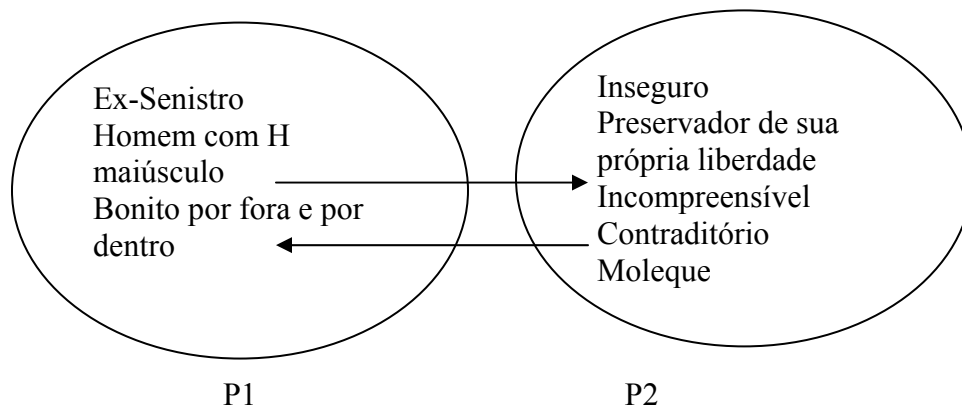 Ex-Senistro
Homem com H
maiúsculo
Bonito por fora e por
dentro
Inseguro
Preservador de sua
própria liberdade
Incompreensível
Contraditório
Moleque
P1
P2